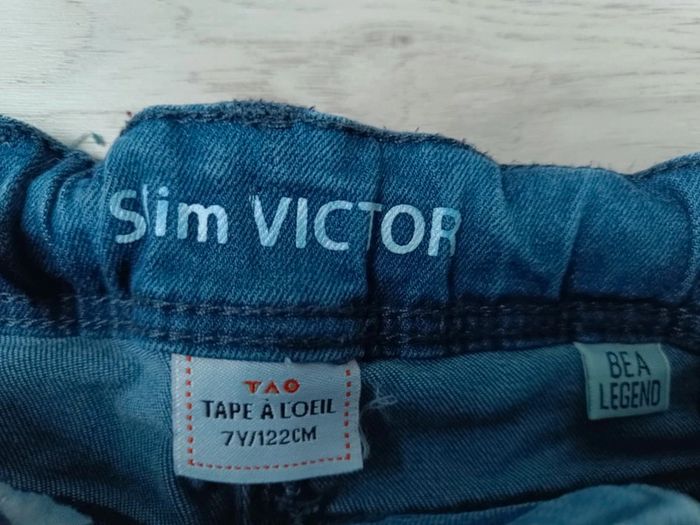 Slim VICTOR
TAO
TAPE À L'OEIL
7Y/122CM
BE A
LEGEND